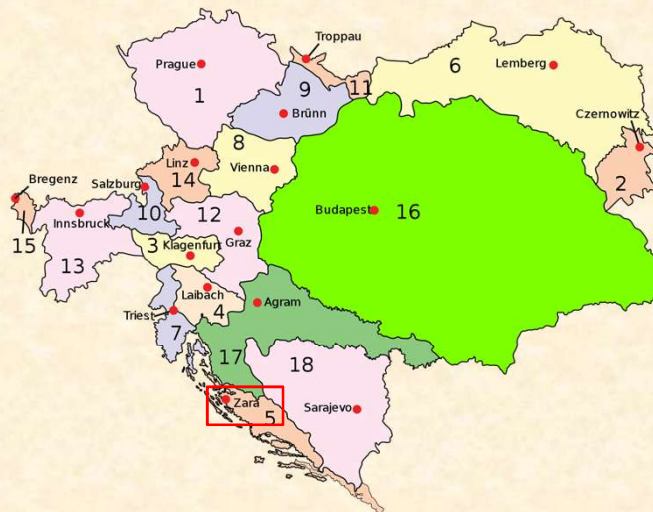 Troppau
Prague
9
6
Lemberg
1
11
Brünn
Czernowitz
8
Linz
Vienna
14
Bregenz
Salzburg
2
10
12
Budapest
16
Innsbruck
15
3
Klagenfurt
Graz
13
Laibach
4
Agram
Triest
7
17
18
Zara
5
Sarajevo